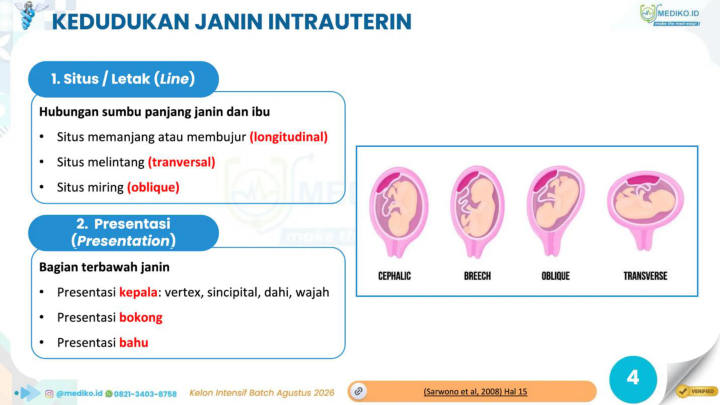 KEDUDUKAN JANIN INTRAUTERIN
MEDIKO.ID
1. Situs / Letak (Line)
Hubungan sumbu panjang janin dan ibu
• Situs memanjang atau membujur (longitudinal)
• Situs melintang (tranversal)
• Situs miring (oblique)
2. Presentasi
(Presentation)
Bagian terbawah janin
• Presentasi kepala: vertex, sincipital, dahi, wajah
• Presentasi bokong
• Presentasi bahu
CEPHALIC
BREECH
OBLIQUE
TRANSVERSE
@mediko.id 0821-3403-8758
Kelon Intensif Batch Agustus 2026
(Sarwono et al, 2008) Hal 15
4
VERIFIED